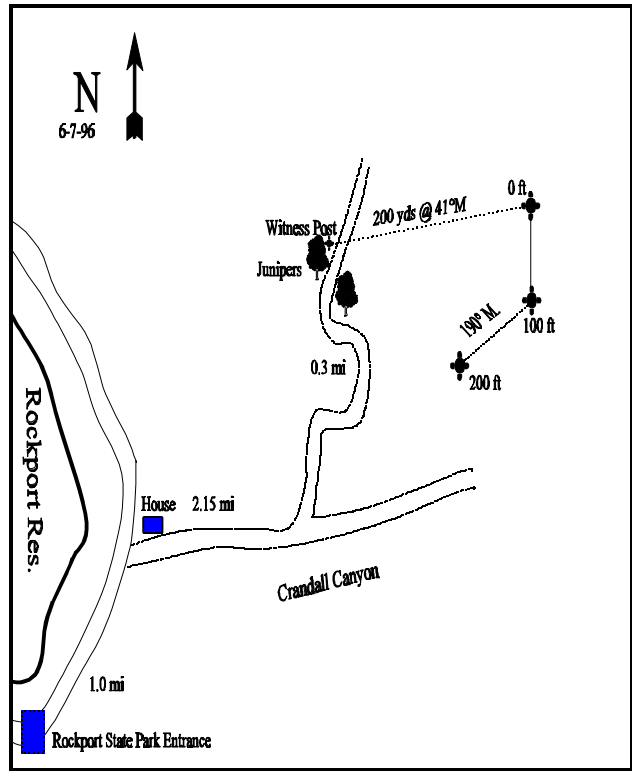 N
6-7-96
0 ft
200 yds @ 41°M
Witness Post
Junipers
190° M.
100 ft
0.3 mi
200 ft
Rockport Res.
House
2.15 mi
Crandall Canyon
1.0 mi
Rockport State Park Entrance